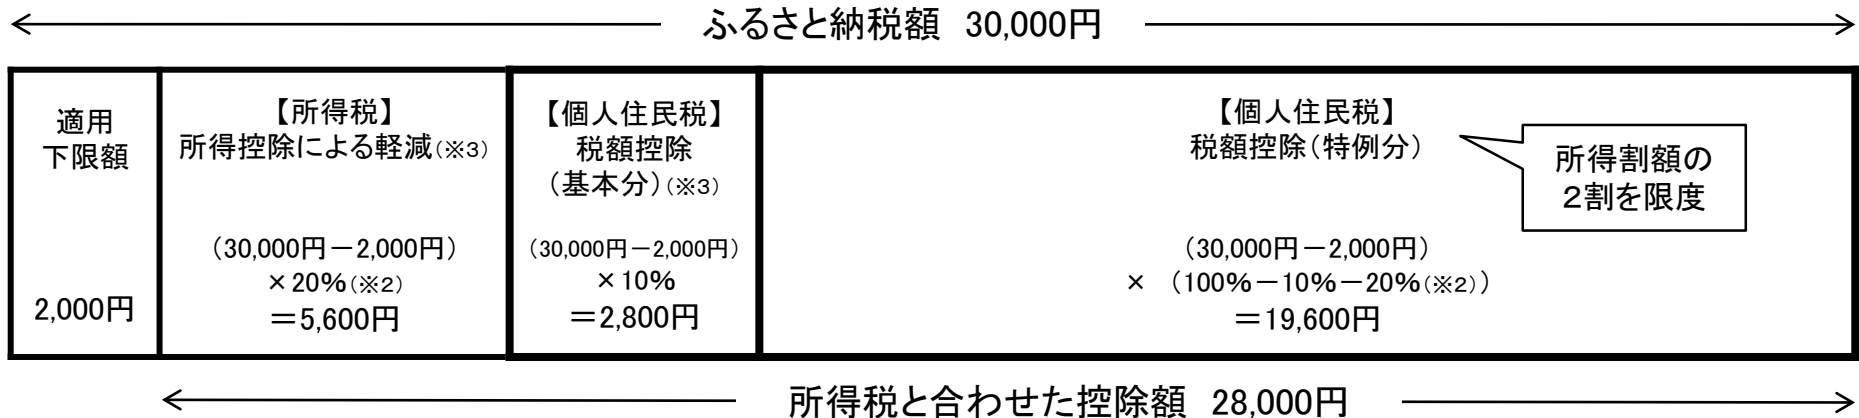 ふるさと納税額 30,000円
適用
下限額
2,000円
【所得税】
所得控除による軽減(※3)
(30,000円-2,000円)
×20%(※2)
=5,600円
【個人住民税】
税額控除
(基本分)(※3)
(30,000円-2,000円)
×10%
=2,800円
【個人住民税】
税額控除(特例分)
(30,000円-2,000円)
× (100%-10%-20%(※2))
=19,600円
所得割額の
2割を限度
所得税と合わせた控除額 28,000円